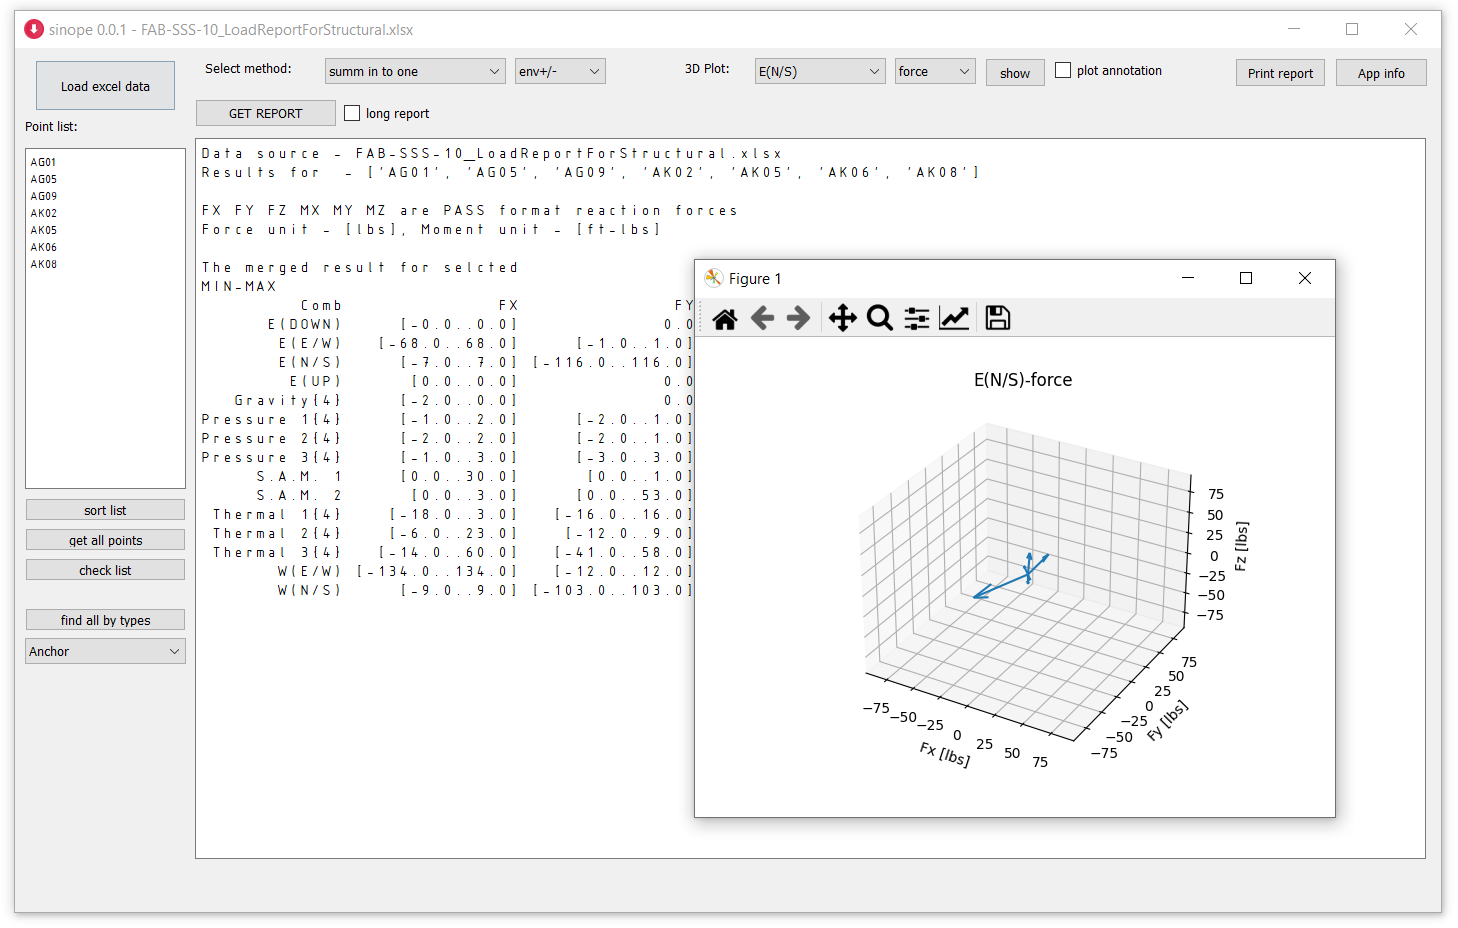 sinope 0.0.1 - FAB-SSS-10_LoadReportForStructural.xlsx
Load excel data
Select method:
summ in to one
env+/-
3D Plot:
E(N/S)
force
show
plot annotation
Print report
App info
GET REPORT
long report
Point list:
AG01
AG05
AG09
AK02
AK05
AK06
AK08
sort list
get all points
check list
find all by types
Anchor
Data source - FAB-SSS-10_LoadReportForStructural.xlsx
Results for  - ['AG01', 'AG05', 'AG09', 'AK02', 'AK05', 'AK06', 'AK08']
FX FY FZ MX MY MZ are PASS format reaction forces
Force unit - [lbs], Moment unit - [ft-lbs]
The merged result for selcted
MIN-MAX
Comb FX FY
E(DOWN) [-0.0..0.0] 0.0
E(E/W) [-68.0..68.0] [-1.0..1.0]
E(N/S) [-7.0..7.0] [-116.0..116.0]
E(UP) [0.0..0.0] 0.0
Gravity{4} [-2.0..0.0] 0.0
Pressure 1{4} [-1.0..2.0] [-2.0..1.0]
Pressure 2{4} [-2.0..2.0] [-2.0..1.0]
Pressure 3{4} [-1.0..3.0] [-3.0..3.0]
S.A.M. 1 [0.0..30.0] [0.0..1.0]
S.A.M. 2 [0.0..3.0] [0.0..53.0]
Thermal 1{4} [-18.0..3.0] [-16.0..16.0]
Thermal 2{4} [-6.0..23.0] [-12.0..9.0]
Thermal 3{4} [-14.0..60.0] [-41.0..58.0]
W(E/W) [-134.0..134.0] [-12.0..12.0]
W(N/S) [-9.0..9.0] [-103.0..103.0]
Figure 1
E(N/S)-force
75
50
25
0
−25
−50
−75
Fz [lbs]
75
50
25
0
−25
−50
−75
Fy [lbs]
−75
−50
−25
0
25
50
75
Fx [lbs]